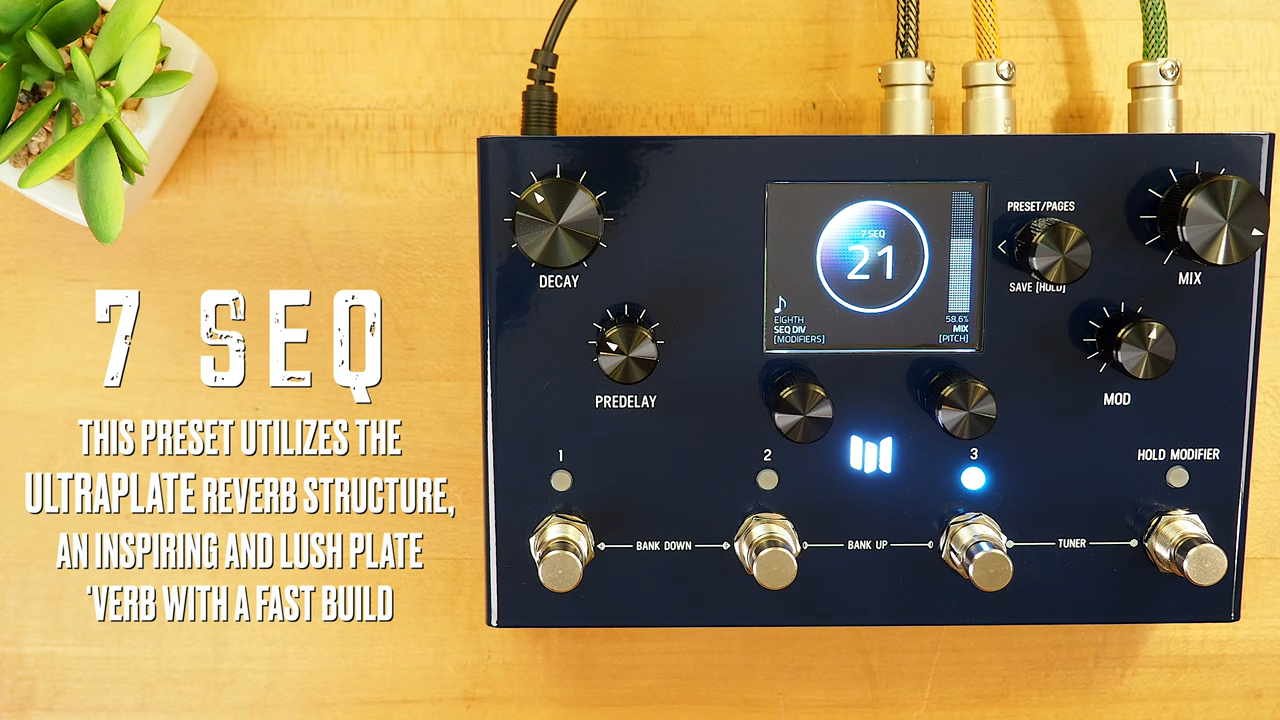 7 SEQ
THIS PRESET UTILIZES THE
ULTRAPLATE REVERB STRUCTURE,
AN INSPIRING AND LUSH PLATE
'VERB WITH A FAST BUILD
DECAY
PREDELAY
7 SEQ
21
EIGHTH
SEQ DIV
[MODIFIERS]
58.6%
MIX
[PITCH]
PRESET/PAGES
SAVE [HOLD]
MIX
MOD
1
2
3
HOLD MODIFIER
BANK DOWN
BANK UP
TUNER